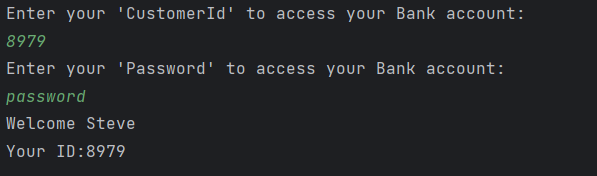 Enter your 'CustomerId' to access your Bank account:
8979
Enter your 'Password' to access your Bank account:
password
Welcome Steve
Your ID:8979